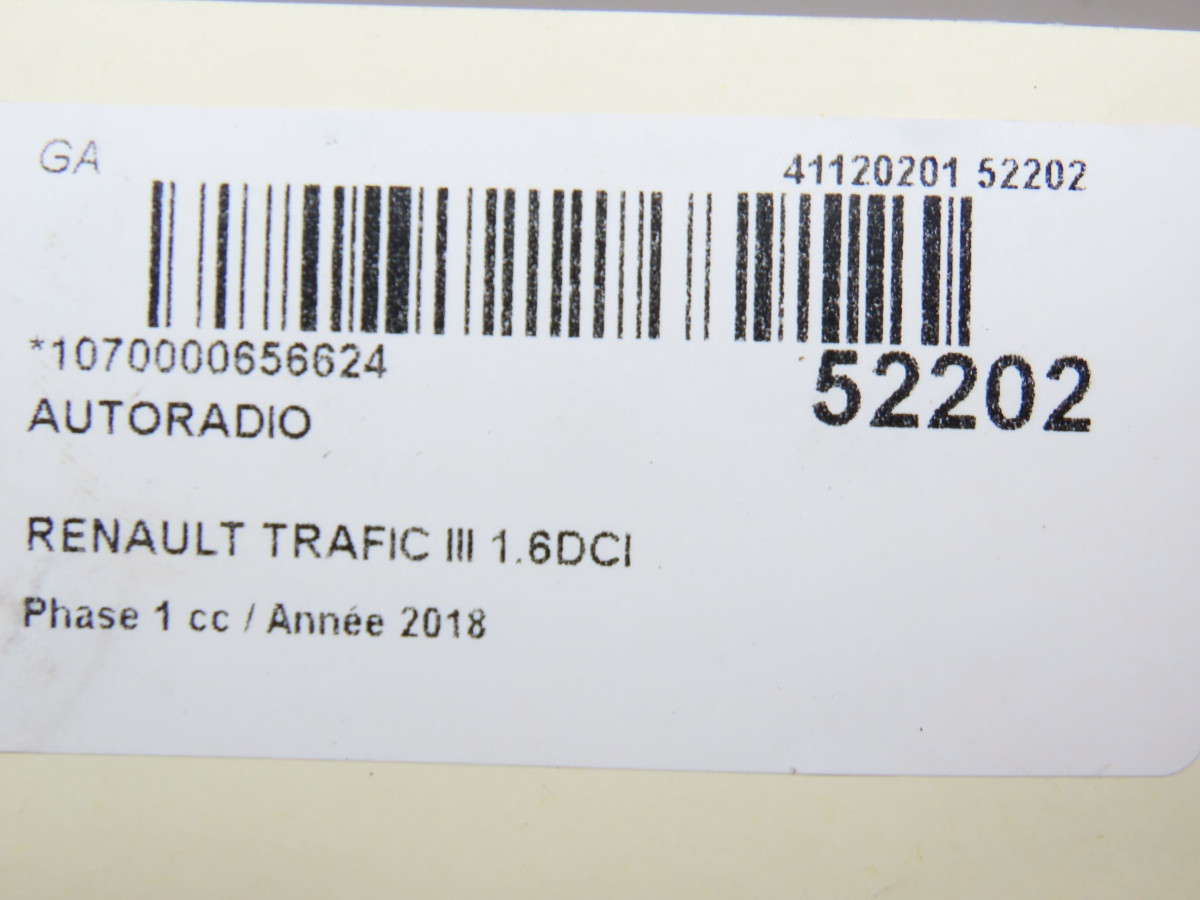 GA
41120201 52202
*1070000656624
52202
AUTORADIO
RENAULT TRAFIC III 1.6DCI
Phase 1 cc / Année 2018